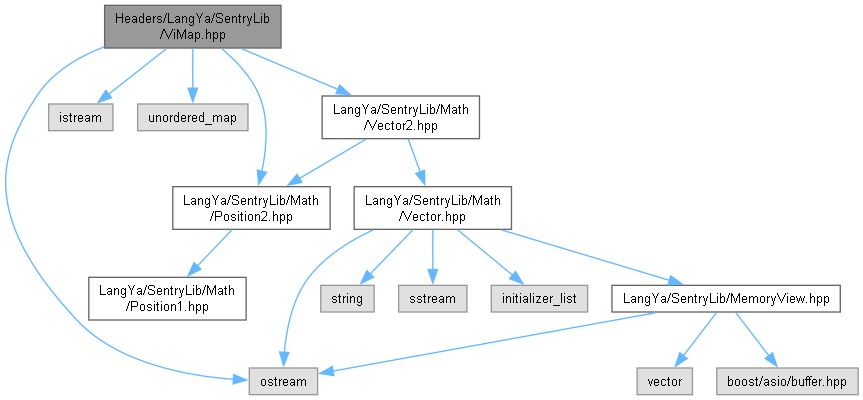 Headers/LangYa/SentryLib
/ViMap.hpp
istream
unordered_map
LangYa/SentryLib/Math
/Vector2.hpp
LangYa/SentryLib/Math
/Position2.hpp
LangYa/SentryLib/Math
/Vector.hpp
LangYa/SentryLib/Math
/Position1.hpp
string
sstream
initializer_list
LangYa/SentryLib/MemoryView.hpp
ostream
vector
boost/asio/buffer.hpp